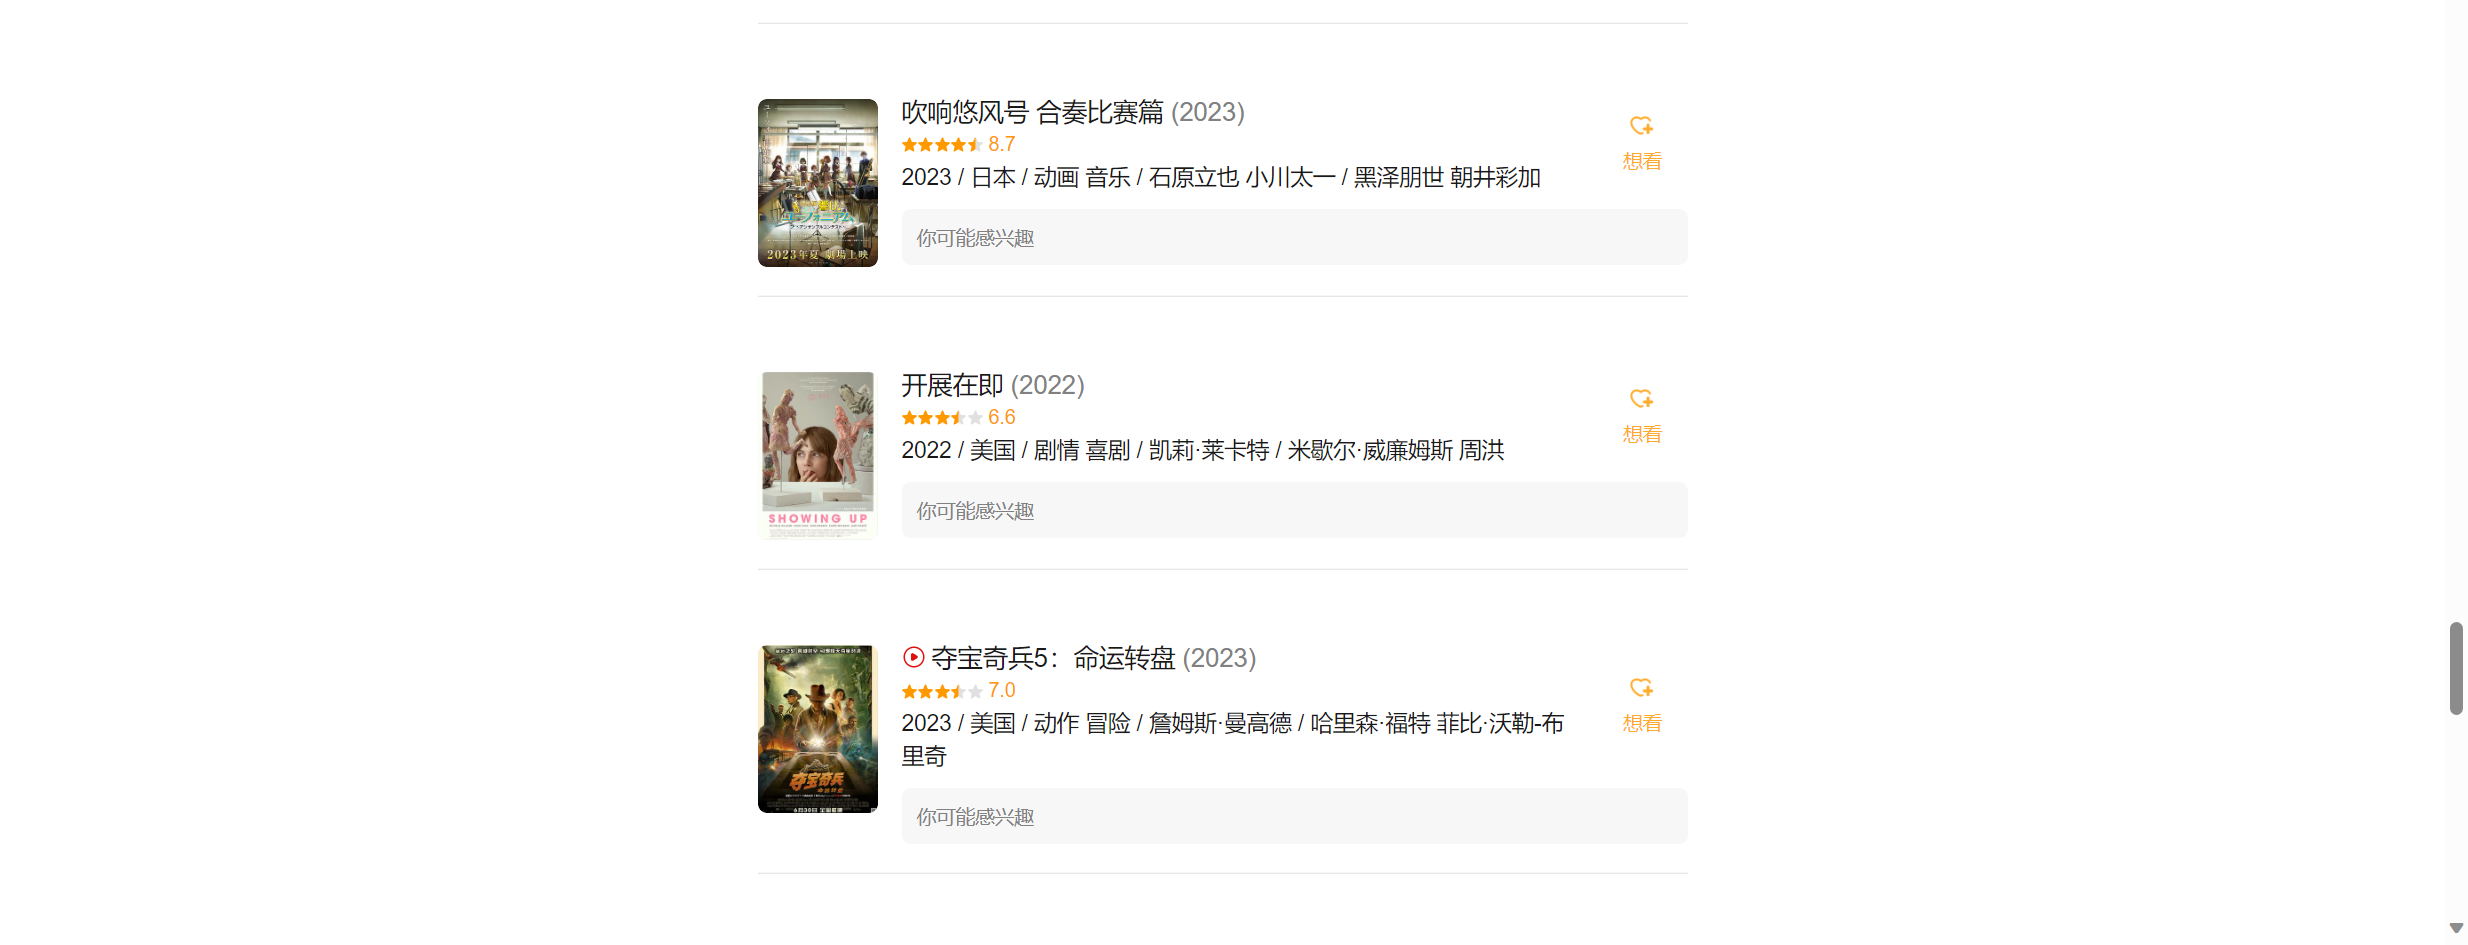 吹响悠风号 合奏比赛篇 (2023)
8.7
2023 / 日本 / 动画 音乐 / 石原立也 小川太一 / 黑泽朋世 朝井彩加
想看
你可能感兴趣
2023年夏 劇場上映
开展在即 (2022)
6.6
2022 / 美国 / 剧情 喜剧 / 凯莉·莱卡特 / 米歇尔·威廉姆斯 周洪
想看
你可能感兴趣
SHOWING UP
夺宝奇兵5：命运转盘 (2023)
7.0
2023 / 美国 / 动作 冒险 / 詹姆斯·曼高德 / 哈里森·福特 菲比·沃勒-布
里奇
想看
你可能感兴趣
夺宝奇兵